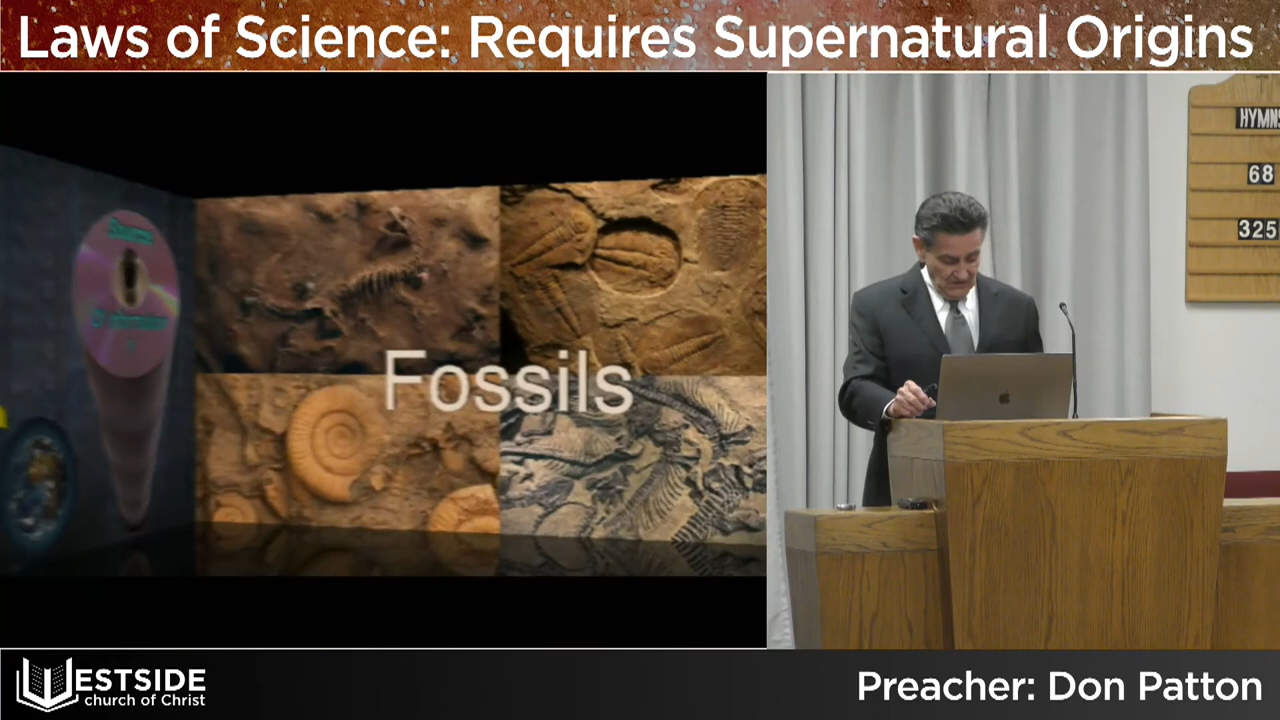 Laws of Science: Requires Supernatural Origins
HYMNS
68
325
Fossils
WESTSIDE
church of Christ
Preacher: Don Patton